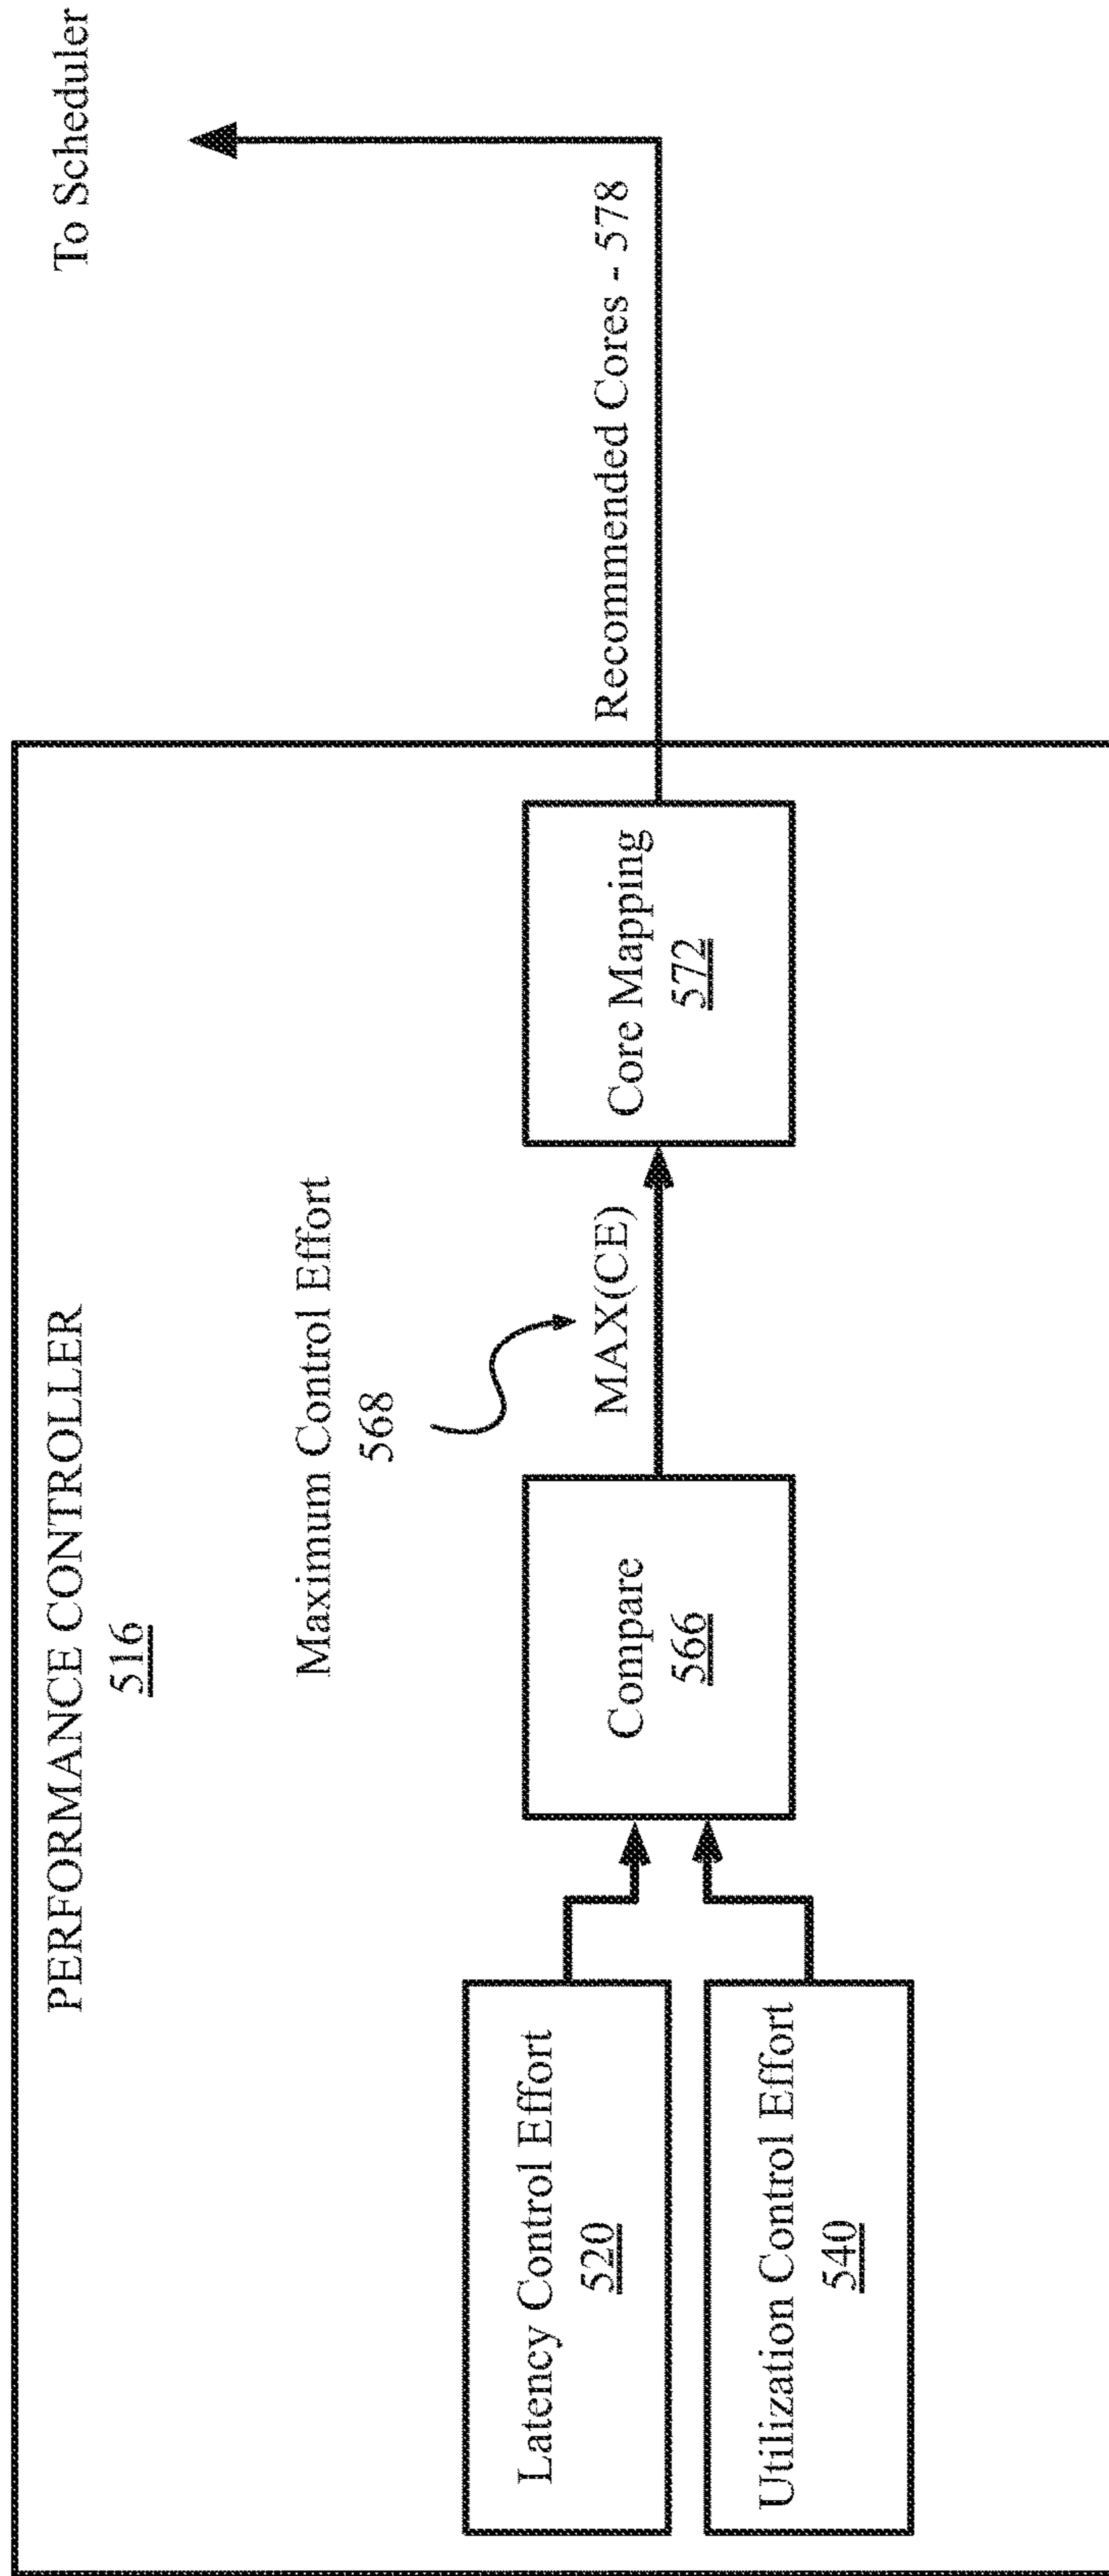 PERFORMANCE CONTROLLER
516
To Scheduler
Maximum Control Effort
568
Latency Control Effort
520
Utilization Control Effort
540
Compare
566
MAX(CE)
Core Mapping
572
Recommended Cores - 578